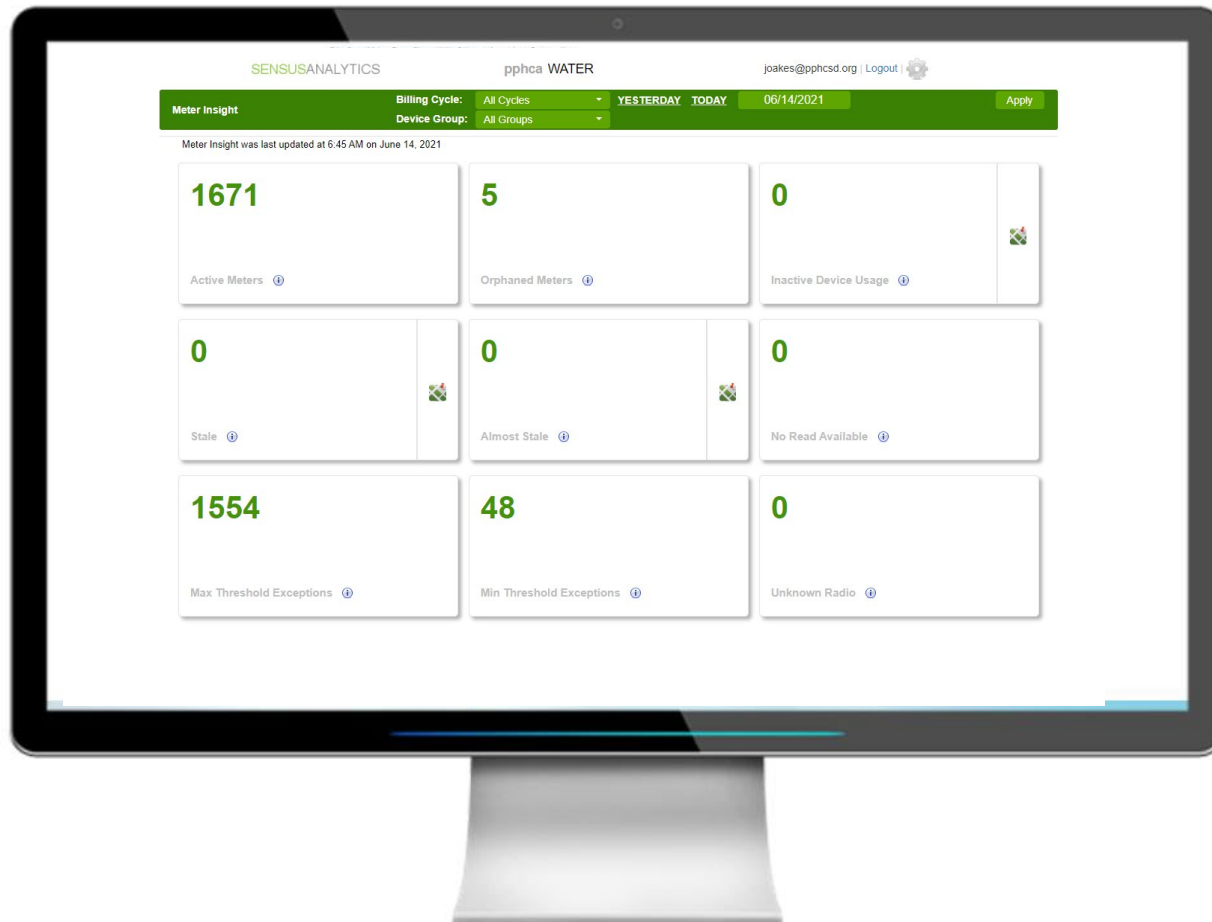 SENSUSANALYTICS pphca WATER joakes@pphcsd.org | Logout |
Meter Insight
Billing Cycle: All Cycles YESTERDAY TODAY 06/14/2021 Apply
Device Group: All Groups
Meter Insight was last updated at 6:45 AM on June 14, 2021
1671
Active Meters
5
Orphaned Meters
0
Inactive Device Usage
0
Stale
0
Almost Stale
0
No Read Available
1554
Max Threshold Exceptions
48
Min Threshold Exceptions
0
Unknown Radio